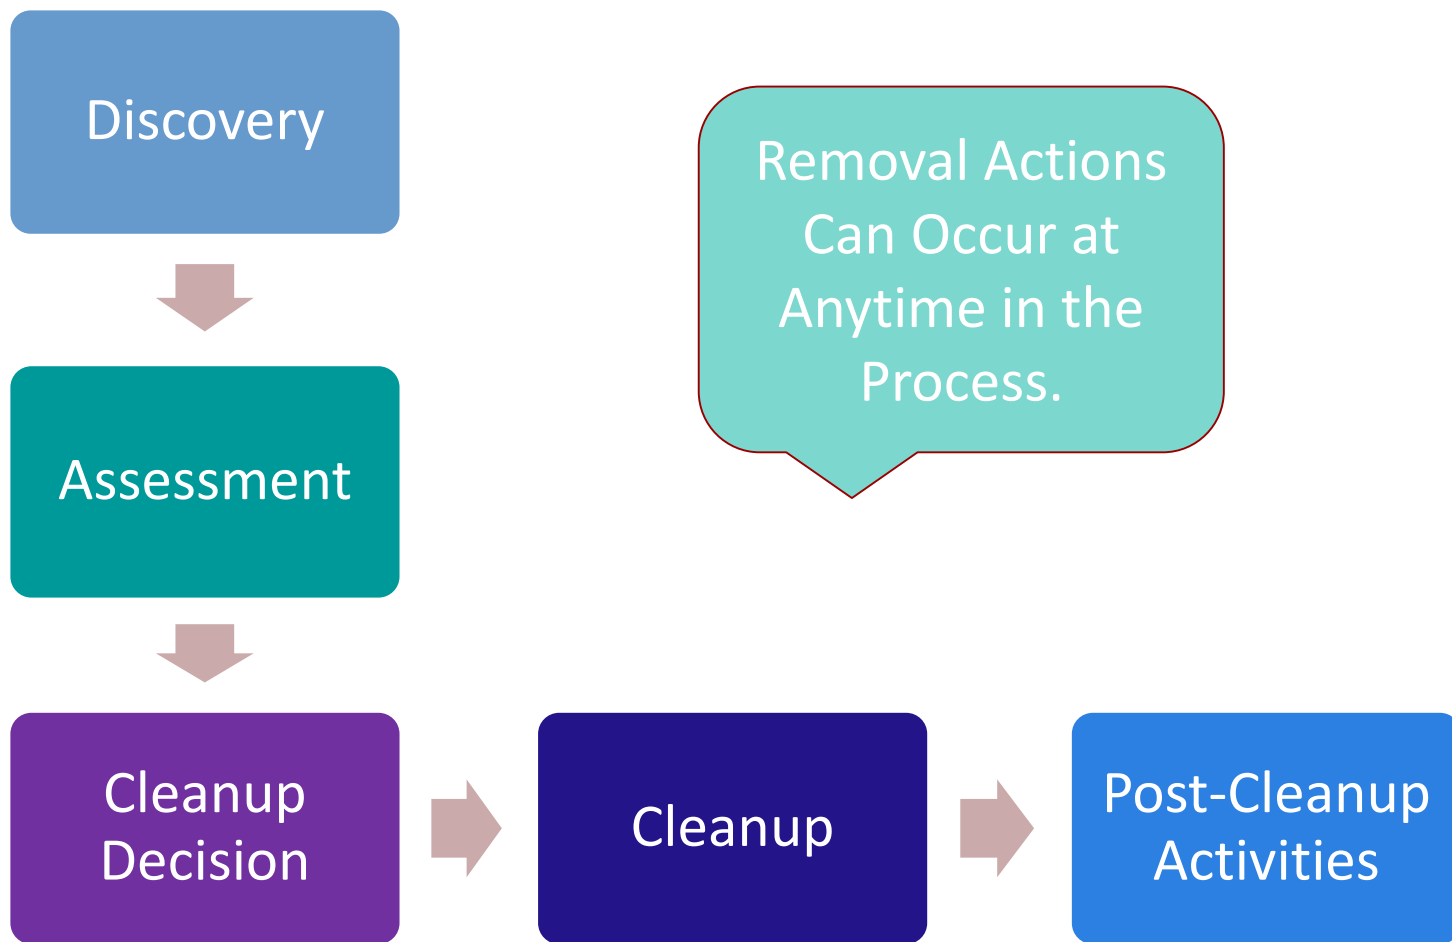 Discovery
Removal Actions
Can Occur at
Anytime in the
Process.
Assessment
Cleanup
Decision
Cleanup
Post-Cleanup
Activities